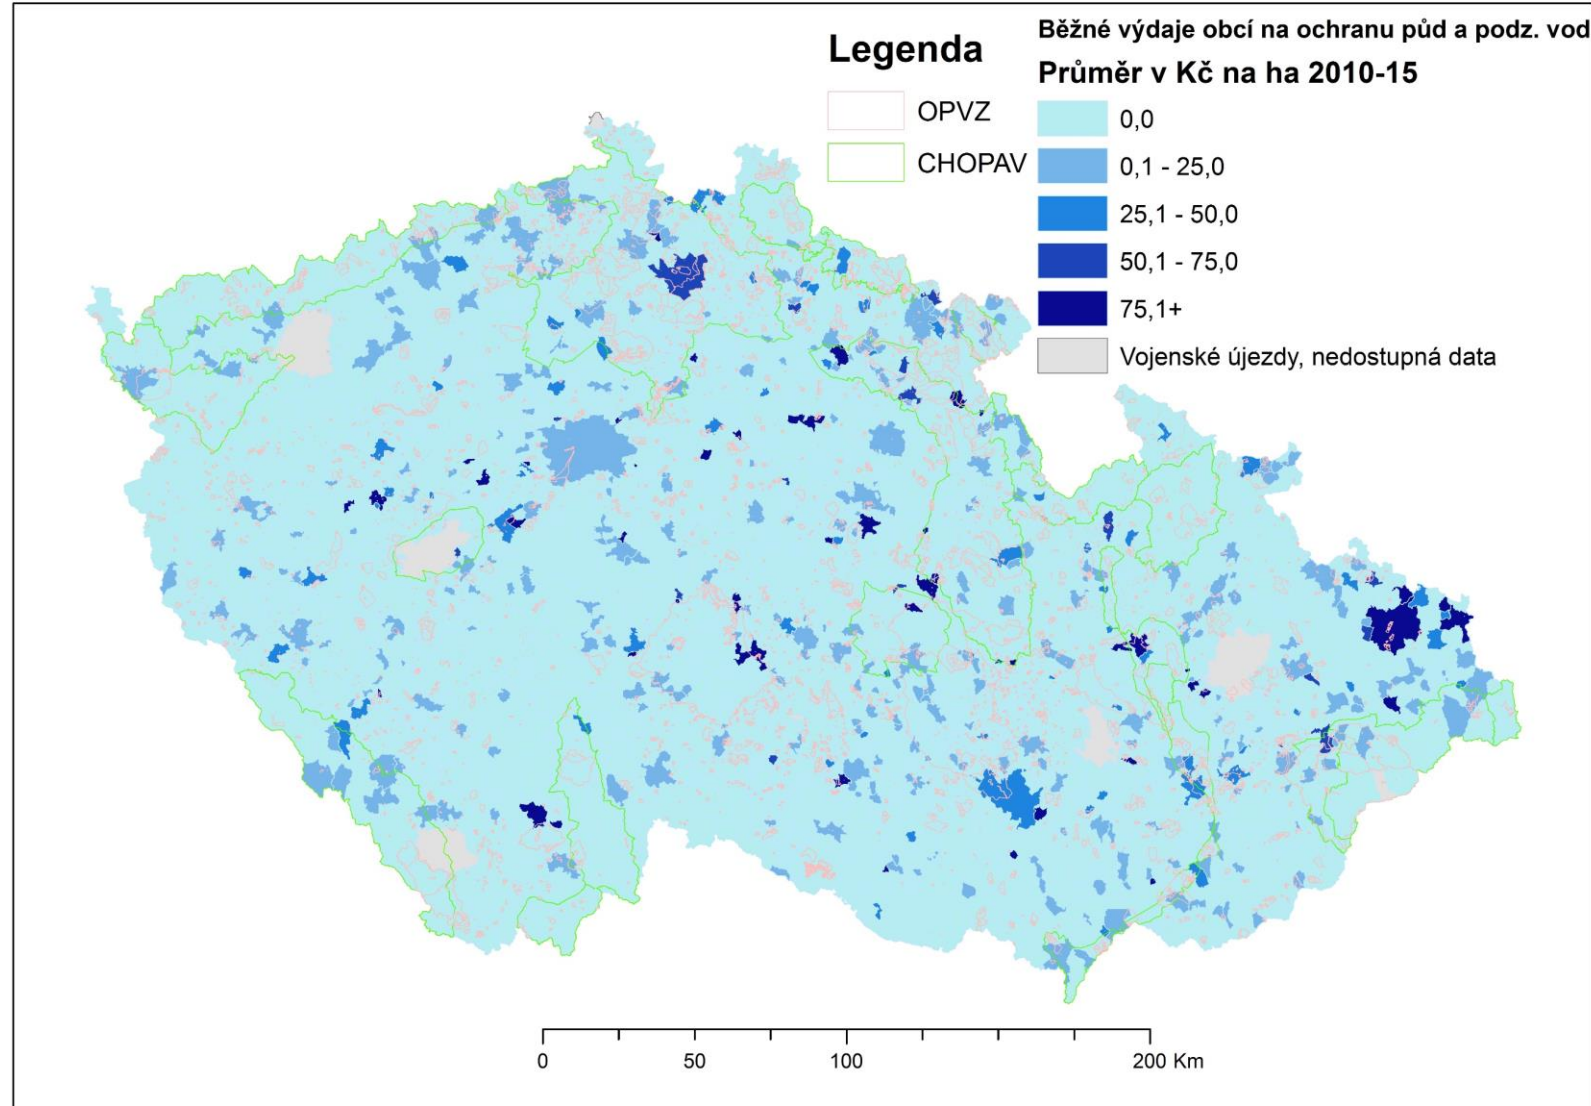 Legenda
OPVZ
CHOPAV
Běžné výdaje obcí na ochranu půd a podz. vod
Průměr v Kč na ha 2010-15
0,0
0,1 - 25,0
25,1 - 50,0
50,1 - 75,0
75,1+
Vojenské újezdy, nedostupná data
0 50 100 200 Km